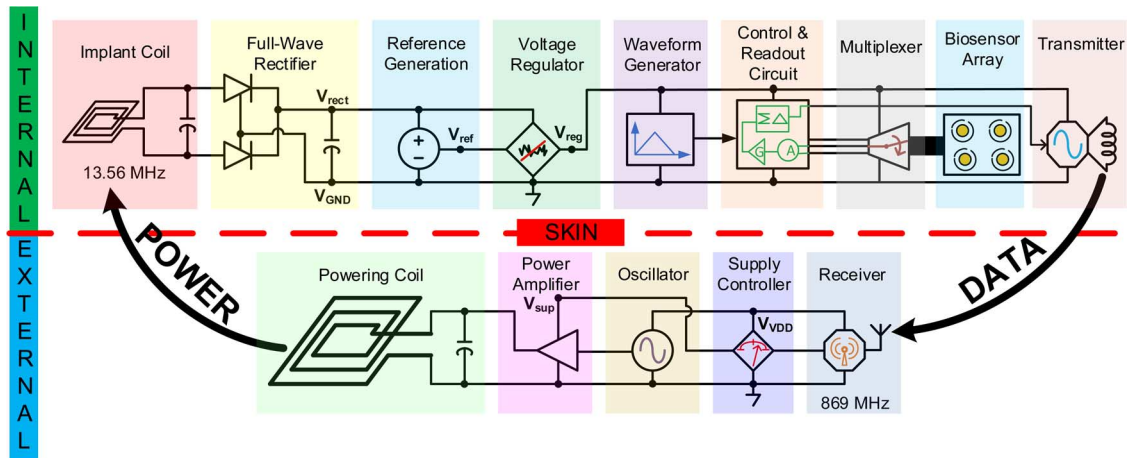 INTERNAL
Implant Coil
Full-Wave
Rectifier
Reference
Generation
Voltage
Regulator
Waveform
Generator
Control &
Readout
Circuit
Multiplexer
Biosensor
Array
Transmitter
Vrect
Vref
Vreg
ΣΔ
G
A
13.56 MHz
VGND
POWER
SKIN
DATA
EXTERNAL
Powering Coil
Power
Amplifier
Oscillator
Supply
Controller
Receiver
Vsup
VVDD
869 MHz